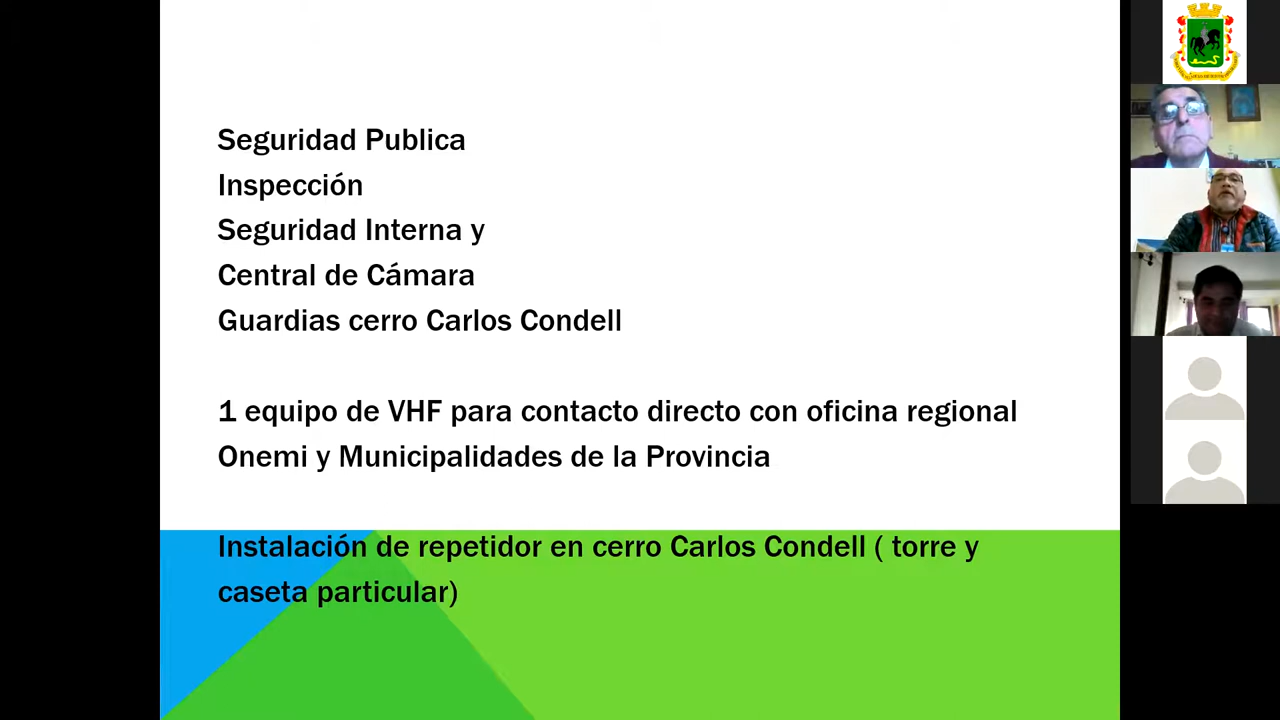 Seguridad Publica
Inspección
Seguridad Interna y
Central de Cámara
Guardias cerro Carlos Condell
1 equipo de VHF para contacto directo con oficina regional
Onemi y Municipalidades de la Provincia
Instalación de repetidor en cerro Carlos Condell ( torre y
caseta particular)